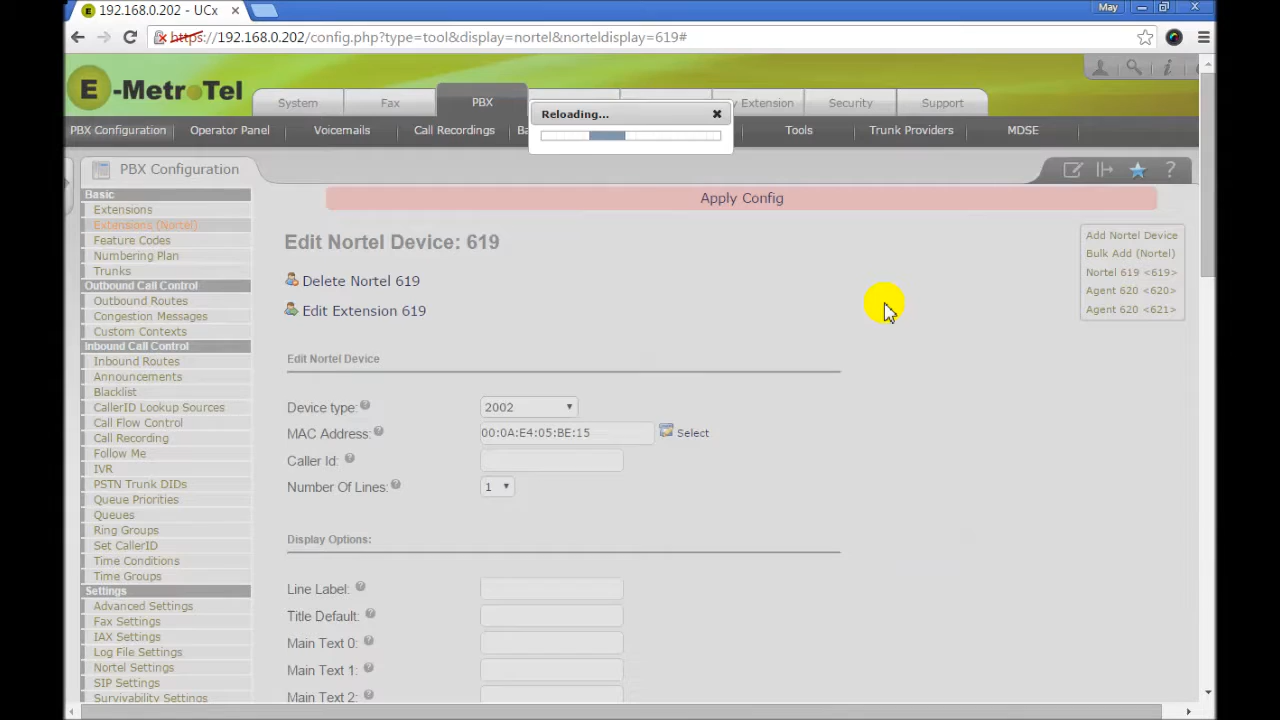 192.168.0.202 - UCx
May
https://192.168.0.202/config.php?type=tool&display=nortel&norteldisplay=619#
E-MetroTel
System
Fax
PBX
y Extension
Security
Support
Reloading...
PBX Configuration
Operator Panel
Voicemails
Call Recordings
Ba
Tools
Trunk Providers
MDSE
PBX Configuration
Basic
Extensions
Extensions (Nortel)
Feature Codes
Numbering Plan
Trunks
Outbound Call Control
Outbound Routes
Congestion Messages
Custom Contexts
Inbound Call Control
Inbound Routes
Announcements
Blacklist
CallerID Lookup Sources
Call Flow Control
Call Recording
Follow Me
IVR
PSTN Trunk DIDs
Queue Priorities
Queues
Ring Groups
Set CallerID
Time Conditions
Time Groups
Settings
Advanced Settings
Fax Settings
IAX Settings
Log File Settings
Nortel Settings
SIP Settings
Survivability Settings
Apply Config
Edit Nortel Device: 619
Delete Nortel 619
Edit Extension 619
Edit Nortel Device
Device type:
2002
MAC Address:
00:0A:E4:05:BE:15
Select
Caller Id:
Number Of Lines:
1
Display Options:
Line Label:
Title Default:
Main Text 0:
Main Text 1:
Main Text 2:
Add Nortel Device
Bulk Add (Nortel)
Nortel 619 <619>
Agent 620 <620>
Agent 620 <621>